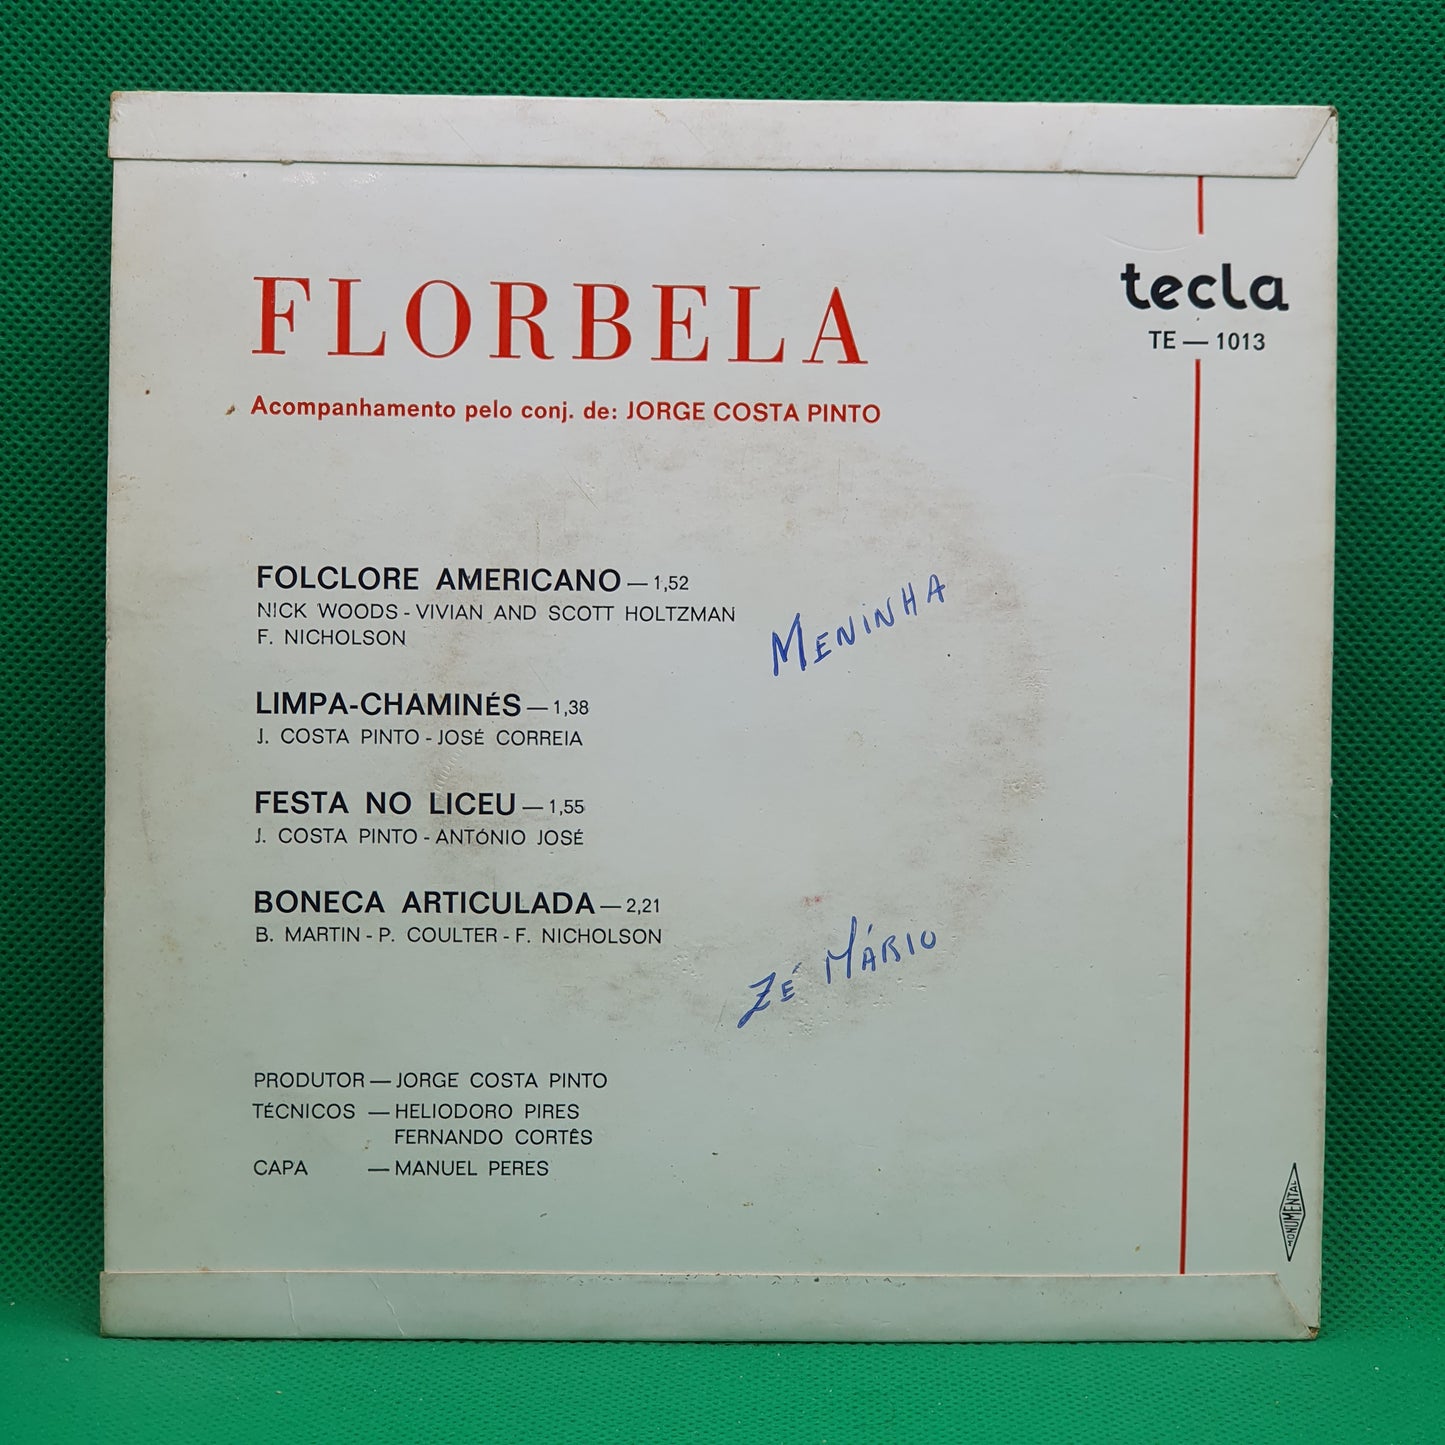 tecla
TE — 1013
FLORBELA
Acompanhamento pelo conj. de: JORGE COSTA PINTO
FOLCLORE AMERICANO — 1,52
NICK WOODS - VIVIAN AND SCOTT HOLTZMAN
F. NICHOLSON
MENINHA
LIMPA-CHAMINÉS — 1,38
J. COSTA PINTO - JOSÉ CORREIA
FESTA NO LICEU — 1,55
J. COSTA PINTO - ANTÓNIO JOSÉ
BONECA ARTICULADA — 2,21
B. MARTIN - P. COULTER - F. NICHOLSON
ZÉ MÁRIO
PRODUTOR — JORGE COSTA PINTO
TÉCNICOS — HELIODORO PIRES
FERNANDO CORTÊS
CAPA — MANUEL PERES
MONUMENTAL